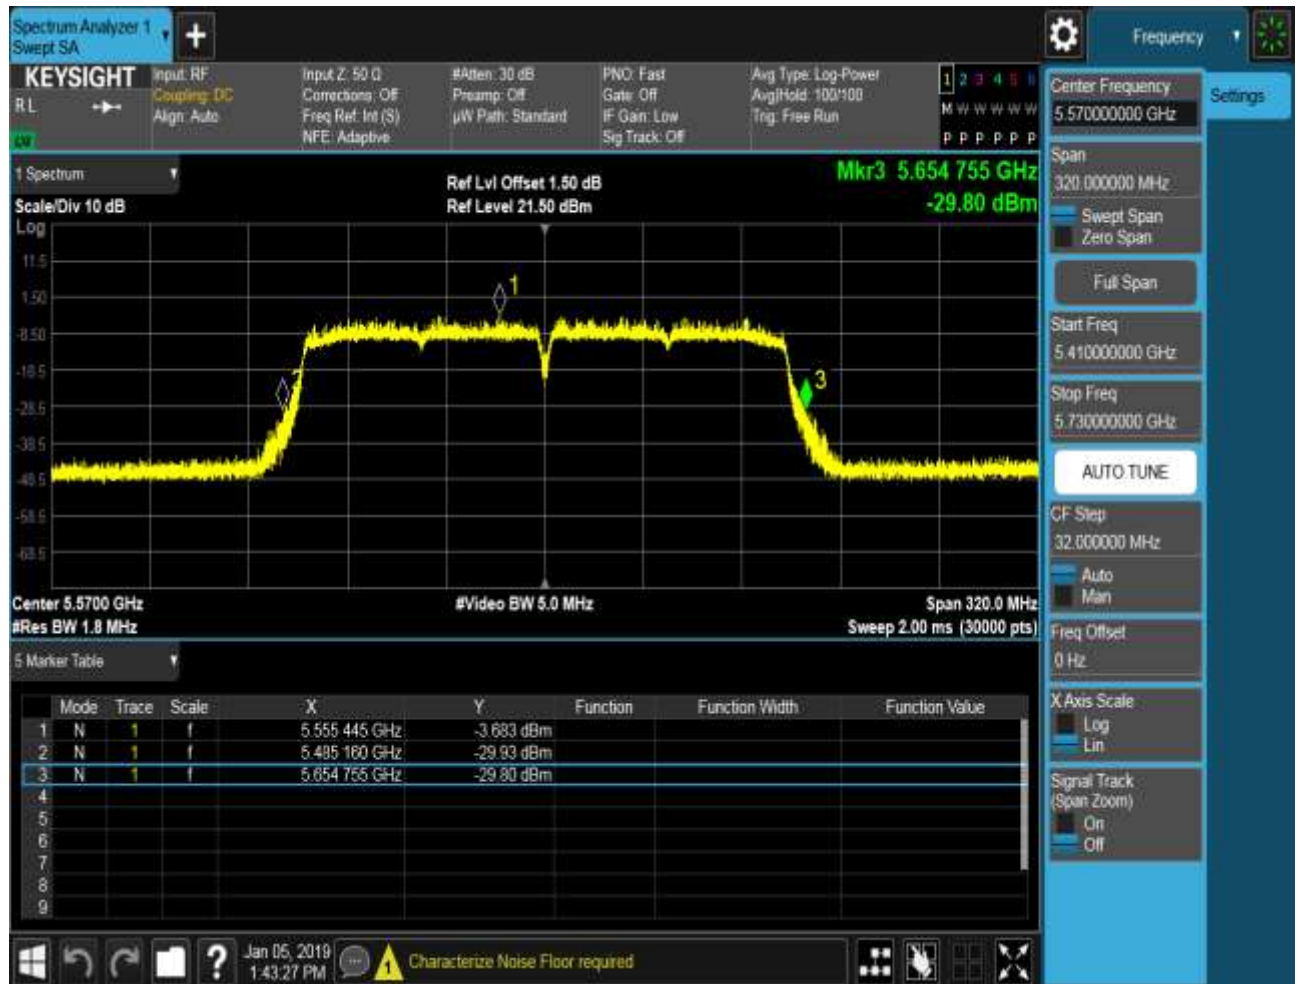 Spectrum Analyzer 1
Swept SA
+
Frequency
KEYSIGHT
R L
Input: RF
Coupling: DC
Align: Auto
Input Z: 50 Ω
Corrections: Off
Freq Ref: Int (S)
NFE: Adaptive
#Atten: 30 dB
Preamp: Off
µW Path: Standard
PNO: Fast
Gate: Off
IF Gain: Low
Sig Track: Off
Avg Type: Log-Power
Avg|Hold: 100/100
Trig: Free Run
1 2 3 4 5 6
M W W W W W
P P P P P P
1 Spectrum
Scale/Div 10 dB
Ref Lvl Offset 1.50 dB
Ref Level 21.50 dBm
Mkr3 5.654 755 GHz
-29.80 dBm
Log
11.5
1.50
-8.50
-18.5
-28.5
-38.5
-48.5
-58.5
-68.5
1
2
3
Center 5.5700 GHz
#Video BW 5.0 MHz
Span 320.0 MHz
#Res BW 1.8 MHz
Sweep 2.00 ms (30000 pts)
5 Marker Table
Mode Trace Scale X Y Function Function Width Function Value
1 N 1 f 5.555 445 GHz -3.683 dBm
2 N 1 f 5.485 160 GHz -29.93 dBm
3 N 1 f 5.654 755 GHz -29.80 dBm
4
5
6
7
8
9
Settings
Center Frequency
5.570000000 GHz
Span
320.000000 MHz
Swept Span
Zero Span
Full Span
Start Freq
5.410000000 GHz
Stop Freq
5.730000000 GHz
AUTO TUNE
CF Step
32.000000 MHz
Auto
Man
Freq Offset
0 Hz
X Axis Scale
Log
Lin
Signal Track
(Span Zoom)
On
Off
?
Jan 05, 2019
1:43:27 PM
1
Characterize Noise Floor required